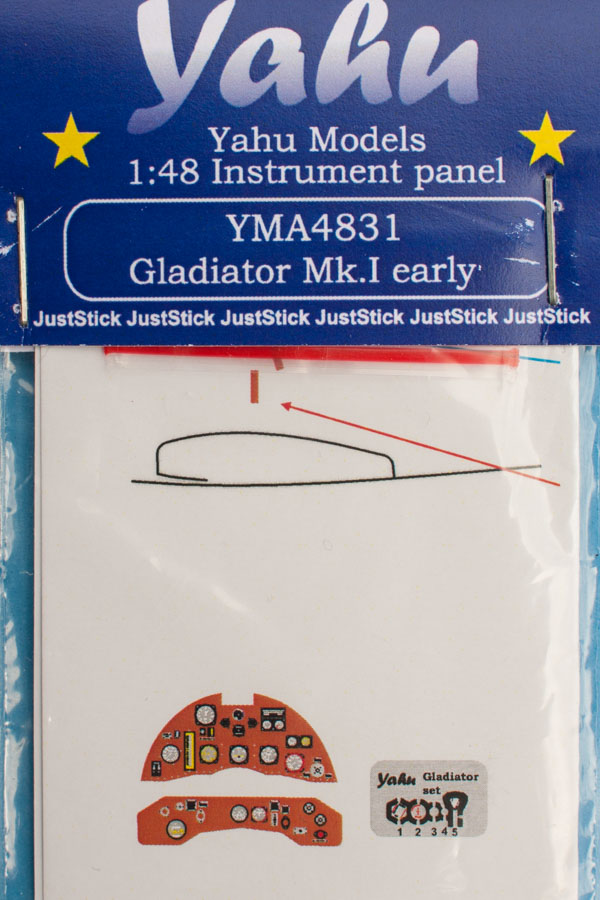 Yahu
Yahu Models
1:48 Instrument panel
YMA4831
Gladiator Mk.I early
JustStick JustStick JustStick JustStick JustStick JustStick
Yahu Gladiator
set
1 2 3 4 5